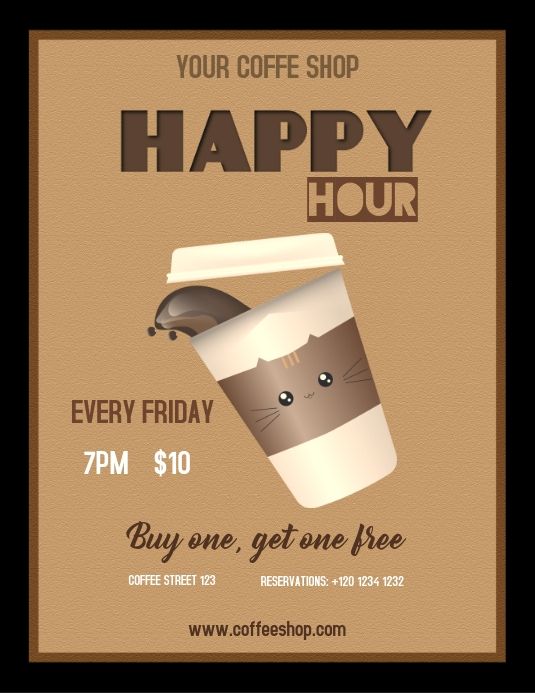 YOUR COFFE SHOP
HAPPY
HOUR
EVERY FRIDAY
7PM $10
Buy one, get one free
COFFEE STREET 123 RESERVATIONS: +120 1234 1232
www.coffeeshop.com